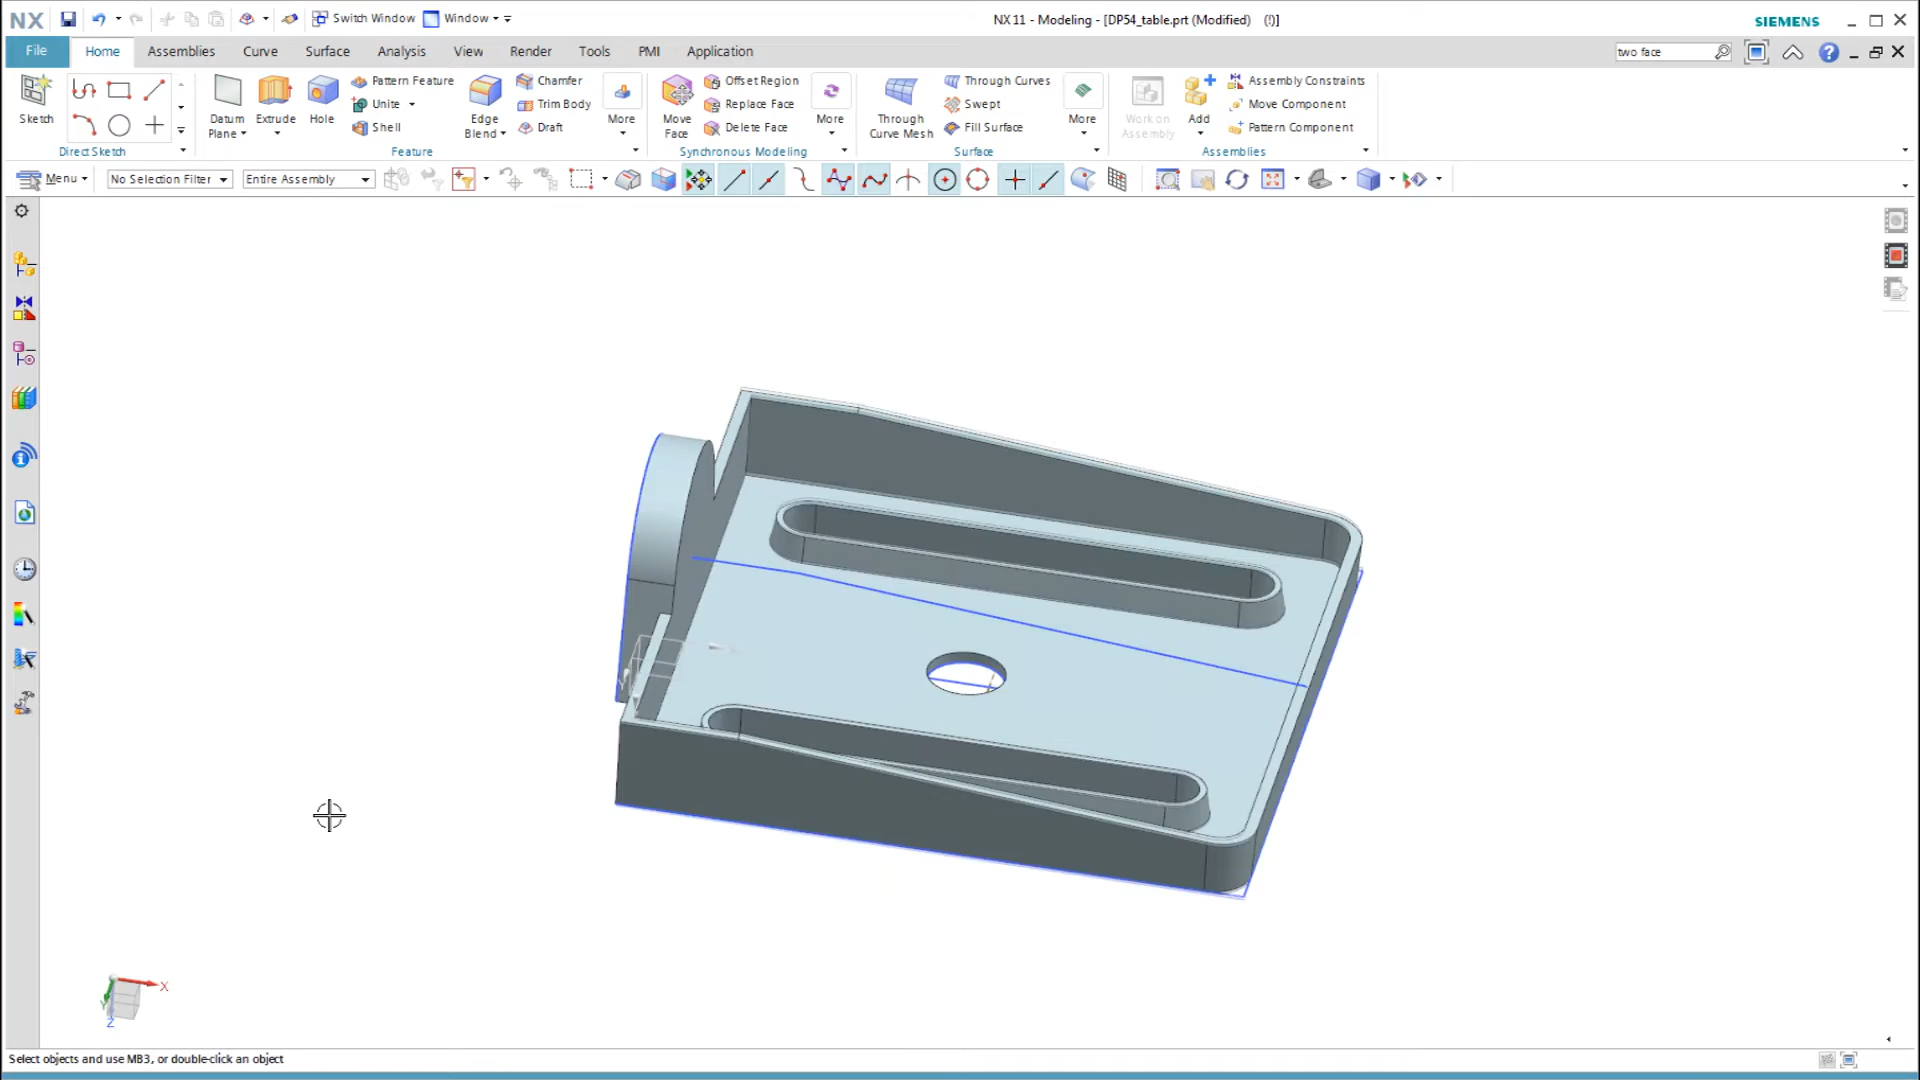 NX Switch Window Window NX 11 - Modeling - [DP54_table.prt (Modified) (!)] SIEMENS
File Home Assemblies Curve Surface Analysis View Render Tools PMI Application two face
Sketch
Direct Sketch
Datum Plane
Extrude
Hole
Pattern Feature
Unite
Shell
Edge Blend
Chamfer
Trim Body
Draft
More
Feature
Move Face
Offset Region
Replace Face
Delete Face
More
Synchronous Modeling
Through Curve Mesh
Through Curves
Swept
Fill Surface
More
Surface
Work on Assembly
Add
Assembly Constraints
Move Component
Pattern Component
Assemblies
Menu No Selection Filter Entire Assembly
X
Y
Z
Select objects and use MB3, or double-click an object